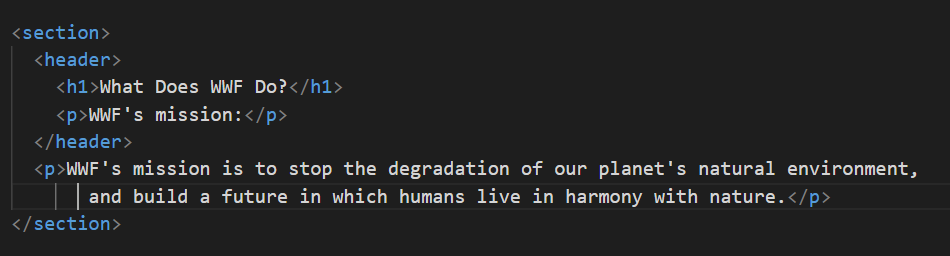 <section>
<header>
<h1>What Does WWF Do?</h1>
<p>WWF's mission:</p>
</header>
<p>WWF's mission is to stop the degradation of our planet's natural environment,
and build a future in which humans live in harmony with nature.</p>
</section>